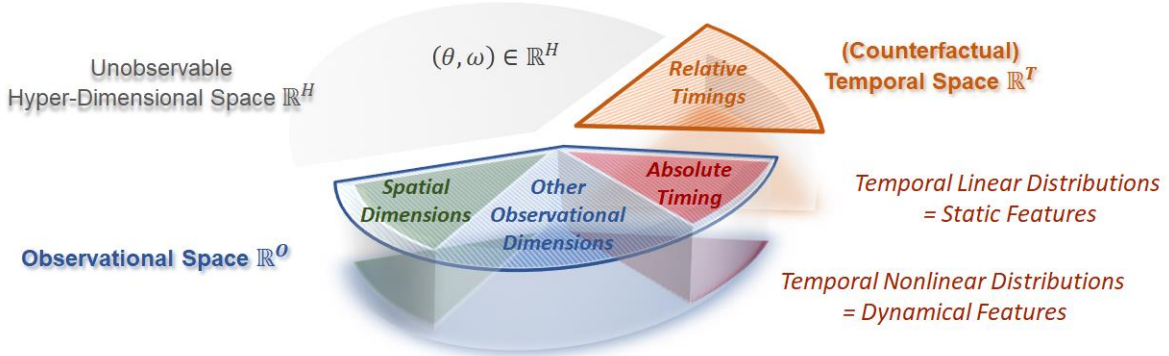 (θ, ω) ∈ ℝ^H
Unobservable
Hyper-Dimensional Space ℝ^H
Relative
Timings
(Counterfactual)
Temporal Space ℝ^T
Spatial
Dimensions
Other
Observational
Dimensions
Absolute
Timing
Temporal Linear Distributions
= Static Features
Observational Space ℝ^O
Temporal Nonlinear Distributions
= Dynamical Features